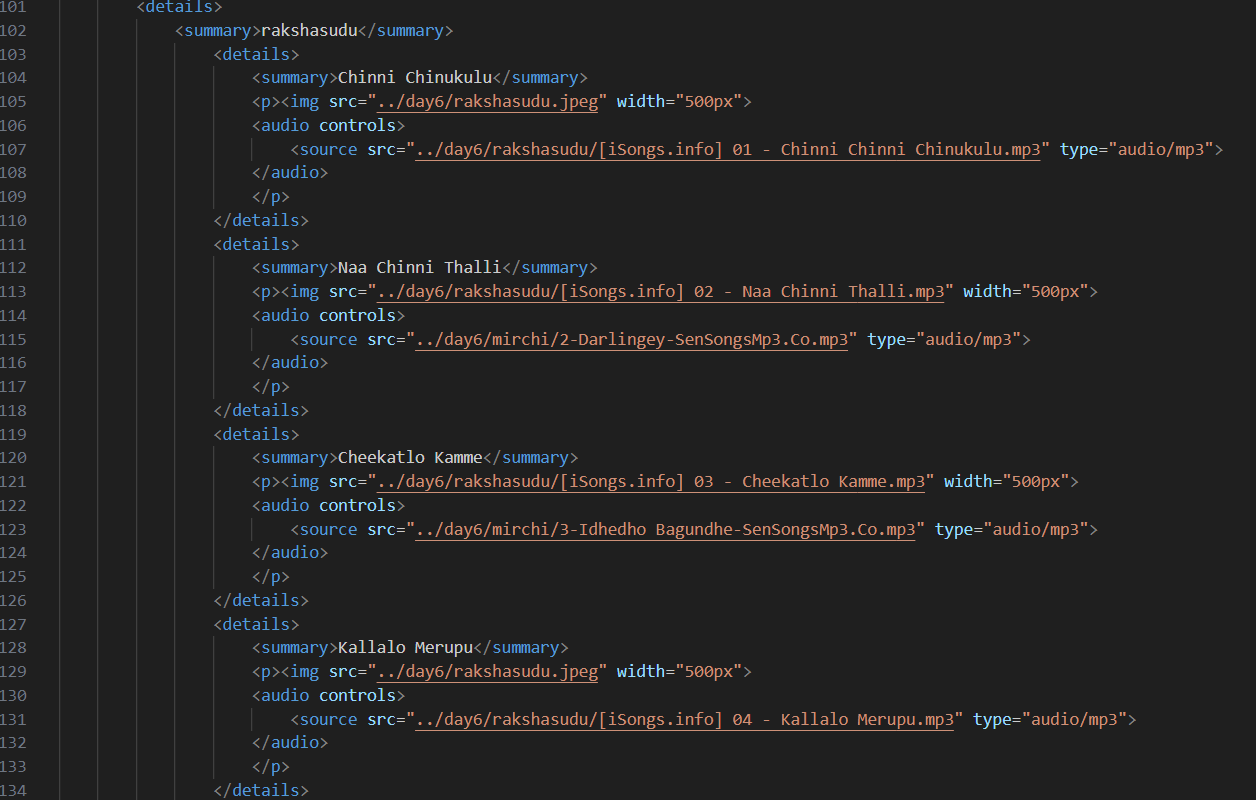 101 <details>
102 <summary>rakshasudu</summary>
103 <details>
104 <summary>Chinni Chinukulu</summary>
105 <p><img src="../day6/rakshasudu.jpeg" width="500px">
106 <audio controls>
107 <source src="../day6/rakshasudu/[iSongs.info] 01 - Chinni Chinni Chinukulu.mp3" type="audio/mp3">
108 </audio>
109 </p>
110 </details>
111 <details>
112 <summary>Naa Chinni Thalli</summary>
113 <p><img src="../day6/rakshasudu/[iSongs.info] 02 - Naa Chinni Thalli.mp3" width="500px">
114 <audio controls>
115 <source src="../day6/mirchi/2-Darlingey-SenSongsMp3.Co.mp3" type="audio/mp3">
116 </audio>
117 </p>
118 </details>
119 <details>
120 <summary>Cheekatlo Kamme</summary>
121 <p><img src="../day6/rakshasudu/[iSongs.info] 03 - Cheekatlo Kamme.mp3" width="500px">
122 <audio controls>
123 <source src="../day6/mirchi/3-Idhedho Bagundhe-SenSongsMp3.Co.mp3" type="audio/mp3">
124 </audio>
125 </p>
126 </details>
127 <details>
128 <summary>Kallalo Merupu</summary>
129 <p><img src="../day6/rakshasudu.jpeg" width="500px">
130 <audio controls>
131 <source src="../day6/rakshasudu/[iSongs.info] 04 - Kallalo Merupu.mp3" type="audio/mp3">
132 </audio>
133 </p>
134 </details>